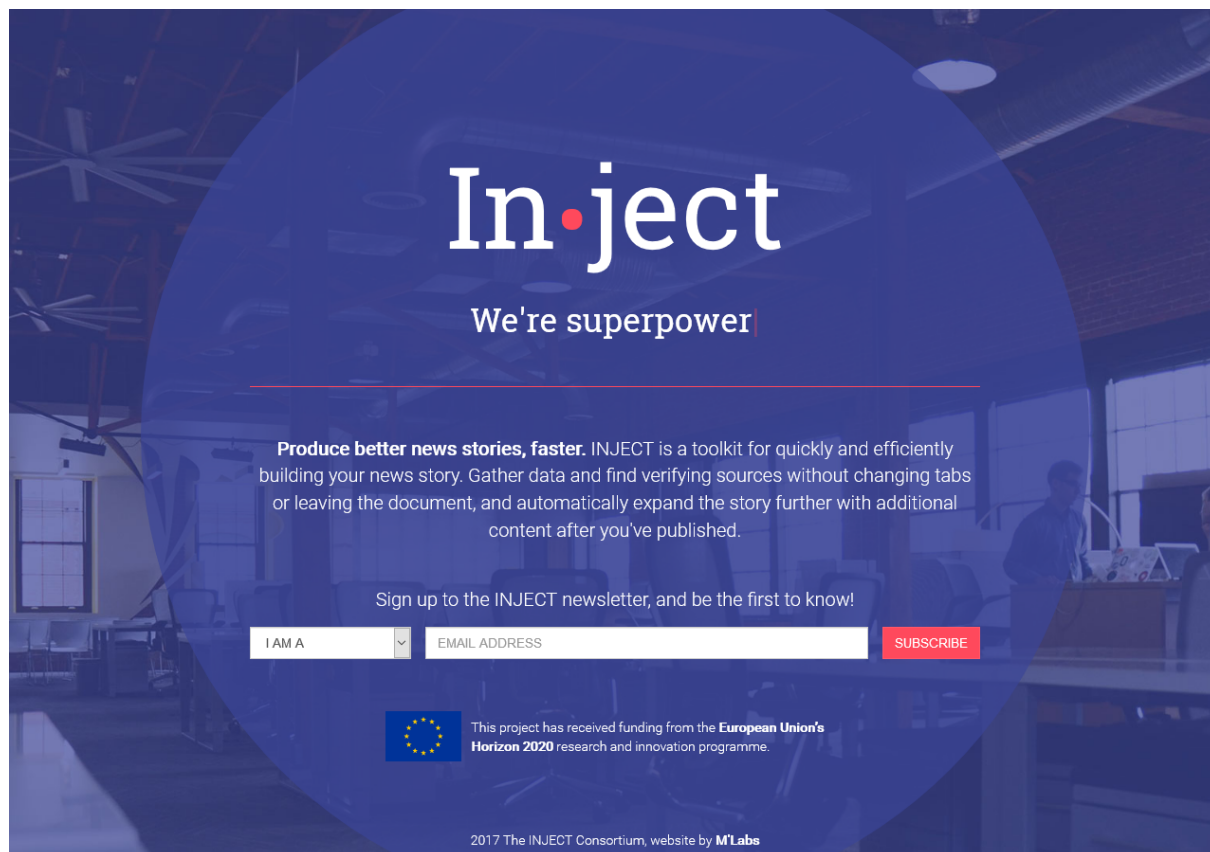 In·ject
We're superpower
Produce better news stories, faster. INJECT is a toolkit for quickly and efficiently
building your news story. Gather data and find verifying sources without changing tabs
or leaving the document, and automatically expand the story further with additional
content after you've published.
Sign up to the INJECT newsletter, and be the first to know!
I AM A EMAIL ADDRESS SUBSCRIBE
This project has received funding from the European Union's
Horizon 2020 research and innovation programme.
2017 The INJECT Consortium, website by M'Labs